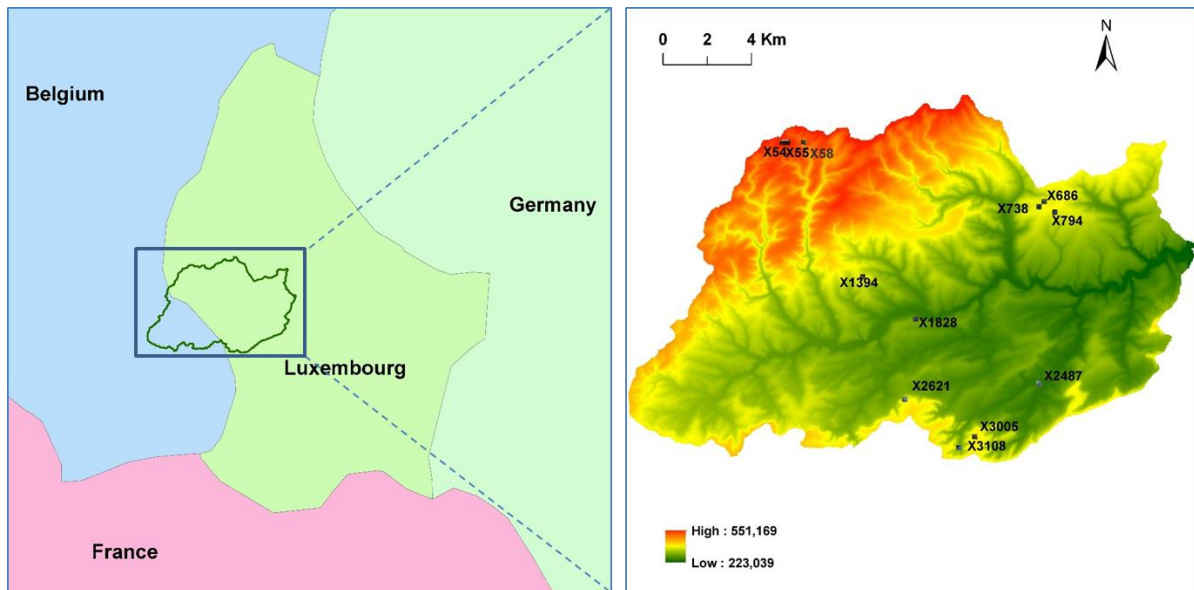 Belgium
Germany
Luxembourg
France
0 2 4 Km
N
X54 X55 X58
X686
X738
X794
X1394
X1828
X2487
X2621
X3005
X3108
High : 551,169
Low : 223,039